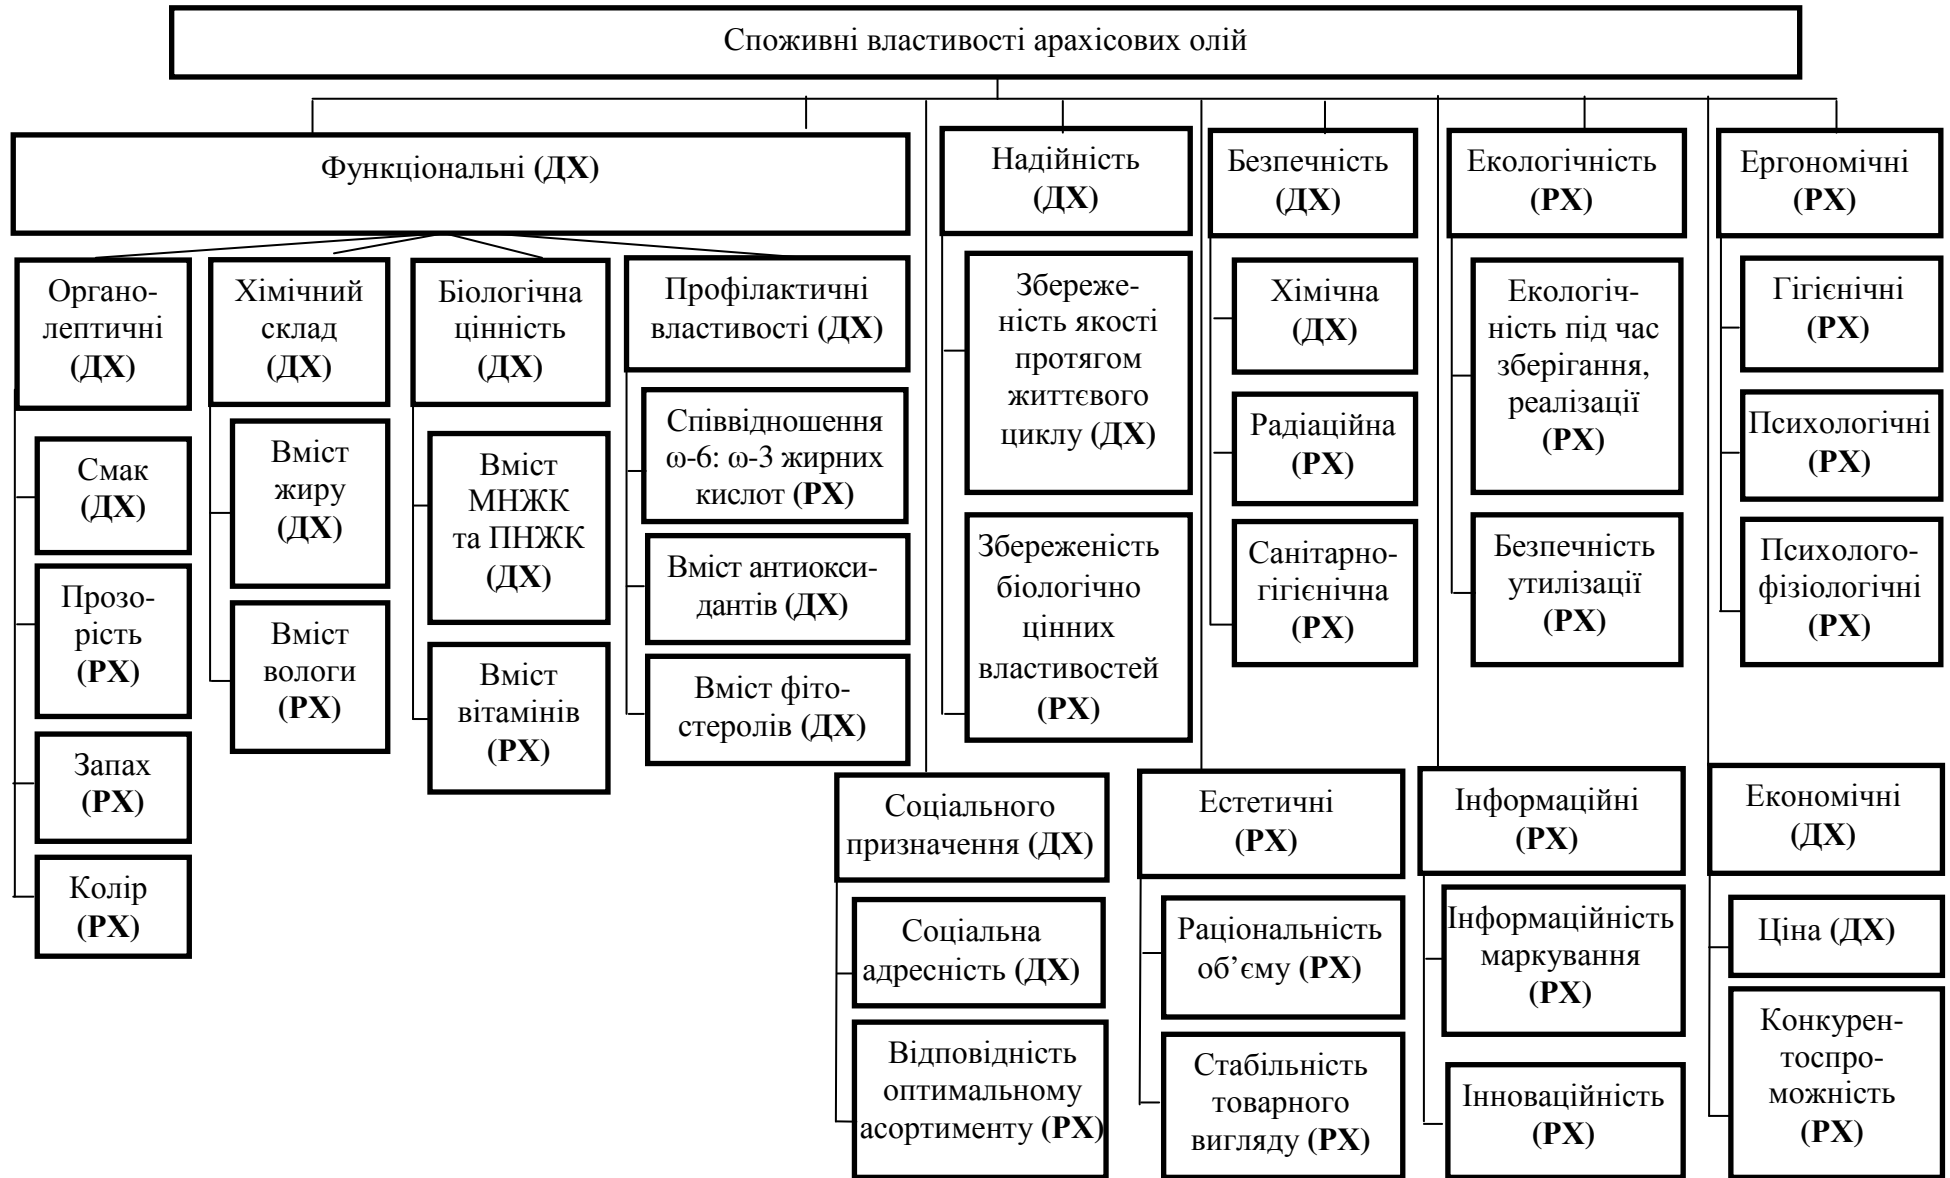 Споживні властивості арахісових олій
Функціональні (ДХ)
Органо-
лептичні
(ДХ)
Смак
(ДХ)
Прозо-
рість
(РХ)
Запах
(РХ)
Колір
(РХ)
Хімічний
склад
(ДХ)
Вміст
жиру
(ДХ)
Вміст
вологи
(РХ)
Біологічна
цінність
(ДХ)
Вміст
МНЖК
та ПНЖК
(ДХ)
Вміст
вітамінів
(РХ)
Профілактичні
властивості (ДХ)
Співвідношення
ω-6: ω-3 жирних
кислот (РХ)
Вміст антиокси-
дантів (ДХ)
Вміст фіто-
стеролів (ДХ)
Надійність
(ДХ)
Збереже-
ність якості
протягом
життєвого
циклу (ДХ)
Збереженість
біологічно
цінних
властивостей
(РХ)
Безпечність
(ДХ)
Хімічна
(ДХ)
Радіаційна
(РХ)
Санітарно-
гігієнічна
(РХ)
Екологічність
(РХ)
Екологіч-
ність під час
зберігання,
реалізації
(РХ)
Безпечність
утилізації
(РХ)
Ергономічні
(РХ)
Гігієнічні
(РХ)
Психологічні
(РХ)
Психолого-
фізіологічні
(РХ)
Соціального
призначення (ДХ)
Соціальна
адресність (ДХ)
Відповідність
оптимальному
асортименту (РХ)
Естетичні
(РХ)
Раціональність
об’єму (РХ)
Стабільність
товарного
вигляду (РХ)
Інформаційні
(РХ)
Інформаційність
маркування
(РХ)
Інноваційність
(РХ)
Економічні
(ДХ)
Ціна (ДХ)
Конкурен-
тоспро-
можність
(РХ)